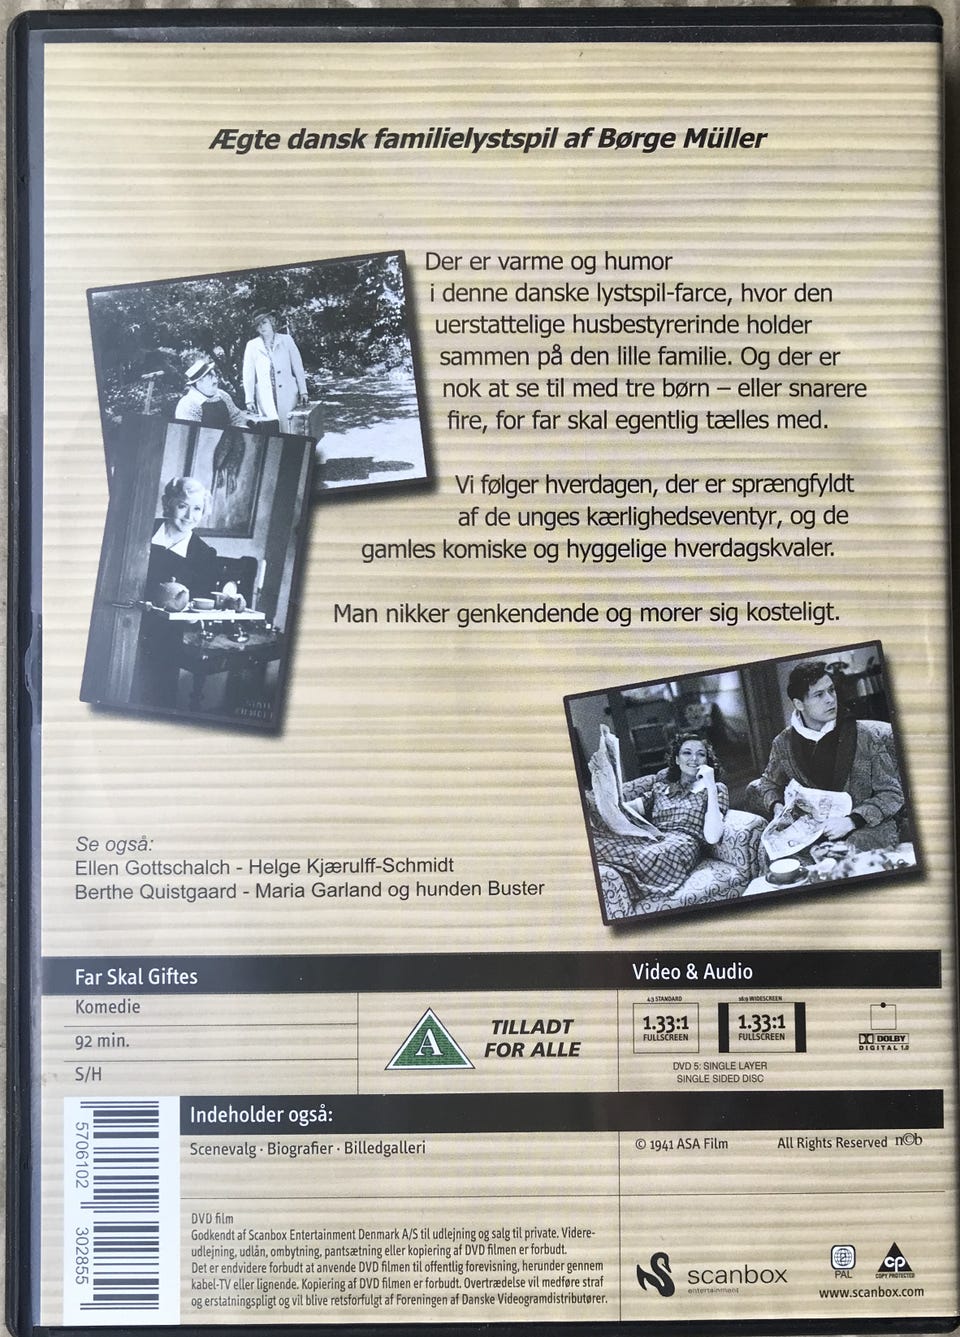 Ægte dansk familielystspil af Børge Müller
Der er varme og humor
i denne danske lystspil-farce, hvor den
uerstattelige husbestyrerinde holder
sammen på den lille familie. Og der er
nok at se til med tre børn – eller snarere
fire, for far skal egentlig tælles med.
Vi følger hverdagen, der er sprængfyldt
af de unges kærlighedseventyr, og de
gamles komiske og hyggelige hverdagskvaler.
Man nikker genkendende og morer sig kosteligt.
Se også:
Ellen Gottschalch - Helge Kjærulff-Schmidt
Berthe Quistgaard - Maria Garland og hunden Buster
Far Skal Giftes
Komedie
92 min.
S/H
A
TILLADT
FOR ALLE
Video & Audio
4:3 STANDARD
1.33:1
FULLSCREEN
16:9 WIDESCREEN
1.33:1
FULLSCREEN
DOLBY
DIGITAL 1.0
DVD 5: SINGLE LAYER
SINGLE SIDED DISC
Indeholder også:
Scenevalg · Biografier · Billedgalleri
© 1941 ASA Film
All Rights Reserved
n©b
5706102 302855
DVD film
Godkendt af Scanbox Entertainment Denmark A/S til udlejning og salg til private. Videre-
udlejning, udlån, ombytning, pantsætning eller kopiering af DVD filmen er forbudt.
Det er endvidere forbudt at anvende DVD filmen til offentlig forevisning, herunder gennem
kabel-TV eller lignende. Kopiering af DVD filmen er forbudt. Overtrædelse vil medføre straf
og erstatningspligt og vil blive retsforfulgt af Foreningen af Danske Videogramdistributører.
scanbox
entertainment
PAL
cp
COPY PROTECTED
www.scanbox.com